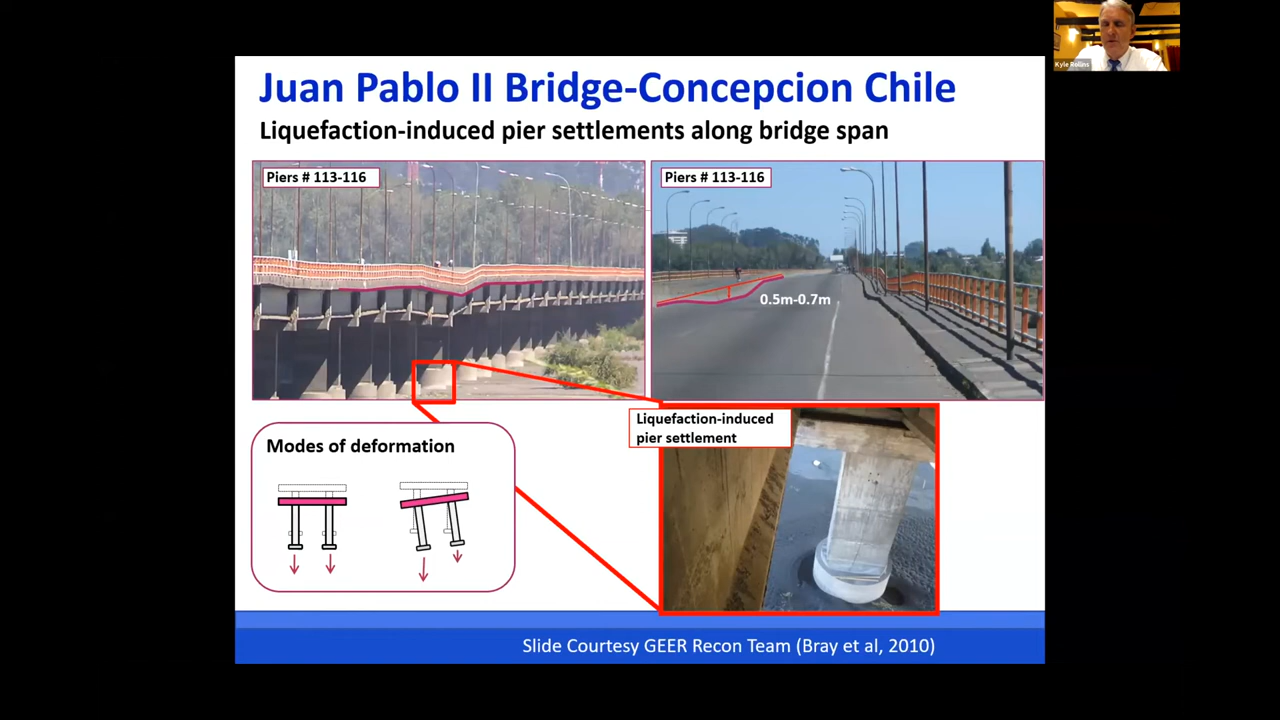 Kyle Rollins
Juan Pablo II Bridge-Concepcion Chile
Liquefaction-induced pier settlements along bridge span
Piers # 113-116
Piers # 113-116
0.5m-0.7m
Liquefaction-induced
pier settlement
Modes of deformation
Slide Courtesy GEER Recon Team (Bray et al, 2010)